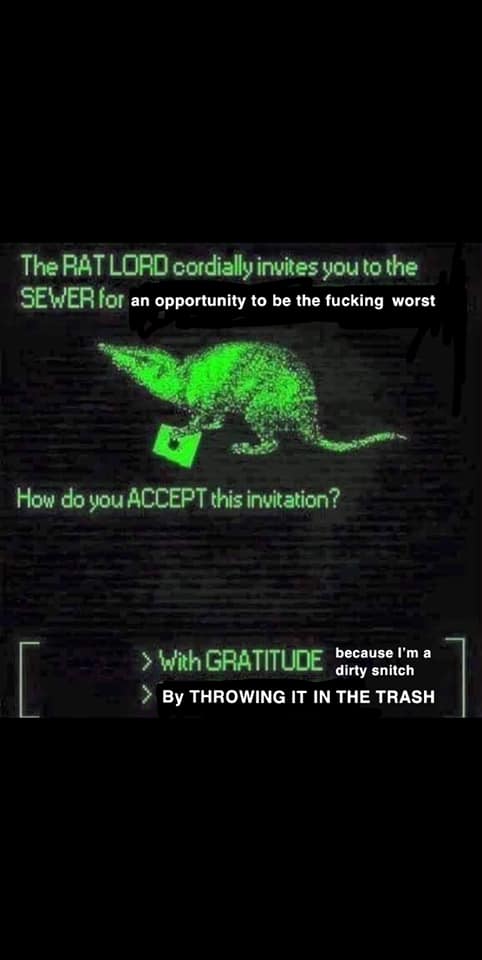 The RAT LORD cordially invites you to the
SEWER for an opportunity to be the fucking worst
How do you ACCEPT this invitation?
> With GRATITUDE because I'm a
dirty snitch
> By THROWING IT IN THE TRASH